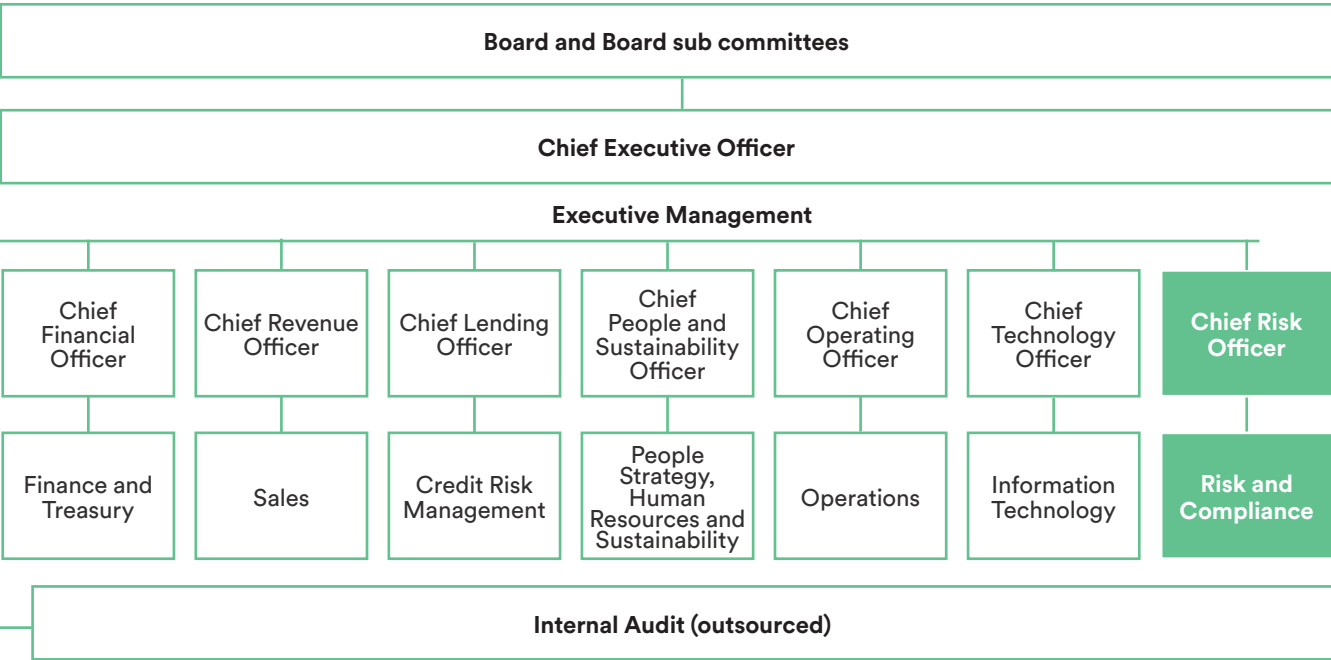 Board and Board sub committees
Chief Executive Officer
Executive Management
Chief
Financial
Officer
Chief Revenue
Officer
Chief Lending
Officer
Chief
People and
Sustainability
Officer
Chief
Operating
Officer
Chief
Technology
Officer
Chief Risk
Officer
Finance and
Treasury
Sales
Credit Risk
Management
People
Strategy,
Human
Resources and
Sustainability
Operations
Information
Technology
Risk and
Compliance
Internal Audit (outsourced)